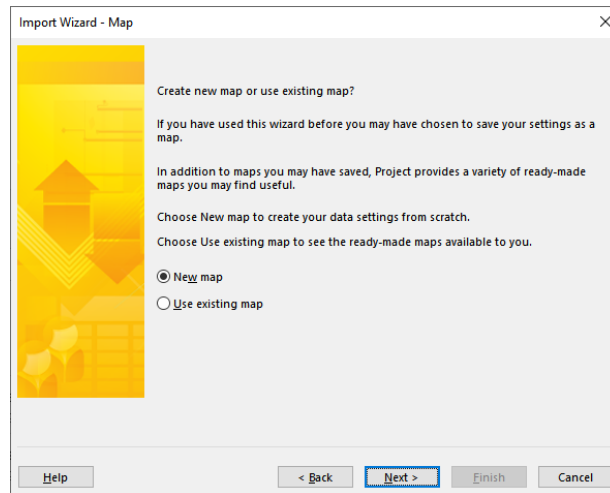 Import Wizard - Map
Create new map or use existing map?
If you have used this wizard before you may have chosen to save your settings as a
map.
In addition to maps you may have saved, Project provides a variety of ready-made
maps you may find useful.
Choose New map to create your data settings from scratch.
Choose Use existing map to see the ready-made maps available to you.
New map
Use existing map
Help < Back Next > Finish Cancel